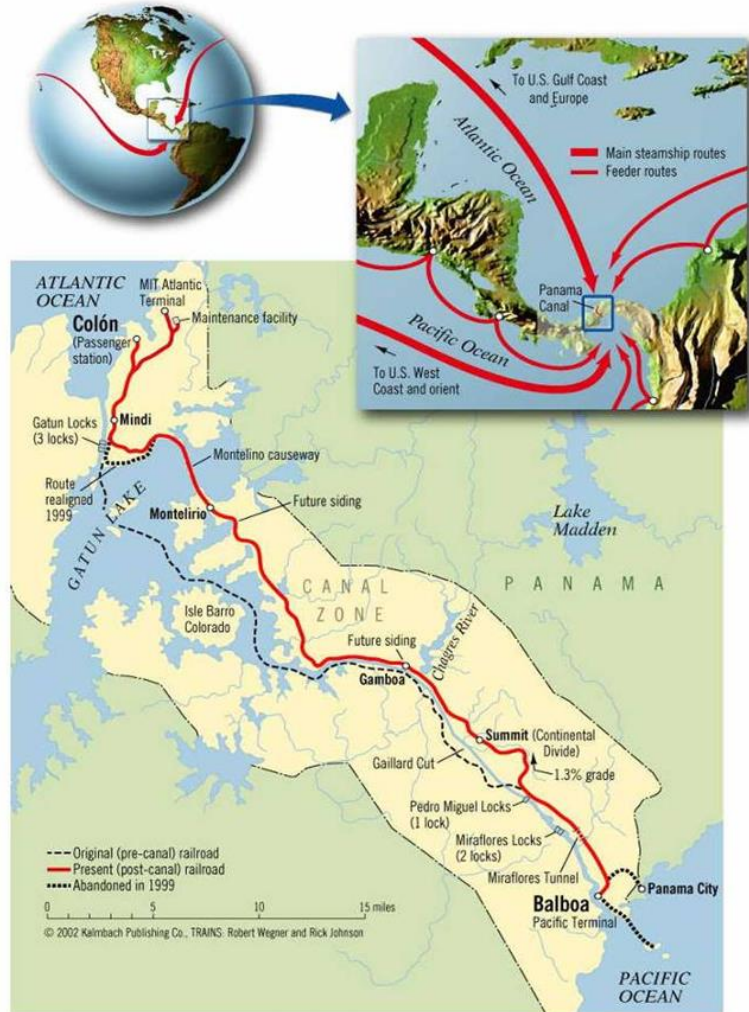 To U.S. Gulf Coast
and Europe
Atlantic Ocean
Main steamship routes
Feeder routes
Panama
Canal
Pacific Ocean
To U.S. West
Coast and orient
ATLANTIC
OCEAN
MIT Atlantic
Terminal
Maintenance facility
Colón
(Passenger
station)
Mindi
Gatun Locks
(3 locks)
Montelino causeway
Route
realigned
1999
GATUN LAKE
Montelirio
Future siding
Lake
Madden
CANAL
ZONE
PANAMA
Isle Barro
Colorado
Chagres River
Future siding
Gamboa
Summit (Continental
Divide)
Gaillard Cut
1.3% grade
Pedro Miguel Locks
(1 lock)
Miraflores Locks
(2 locks)
Miraflores Tunnel
Panama City
Balboa
Pacific Terminal
Original (pre-canal) railroad
Present (post-canal) railroad
Abandoned in 1999
0 5 10 15 miles
© 2002 Kalmbach Publishing Co., TRAINS: Robert Wegner and Rick Johnson
PACIFIC
OCEAN